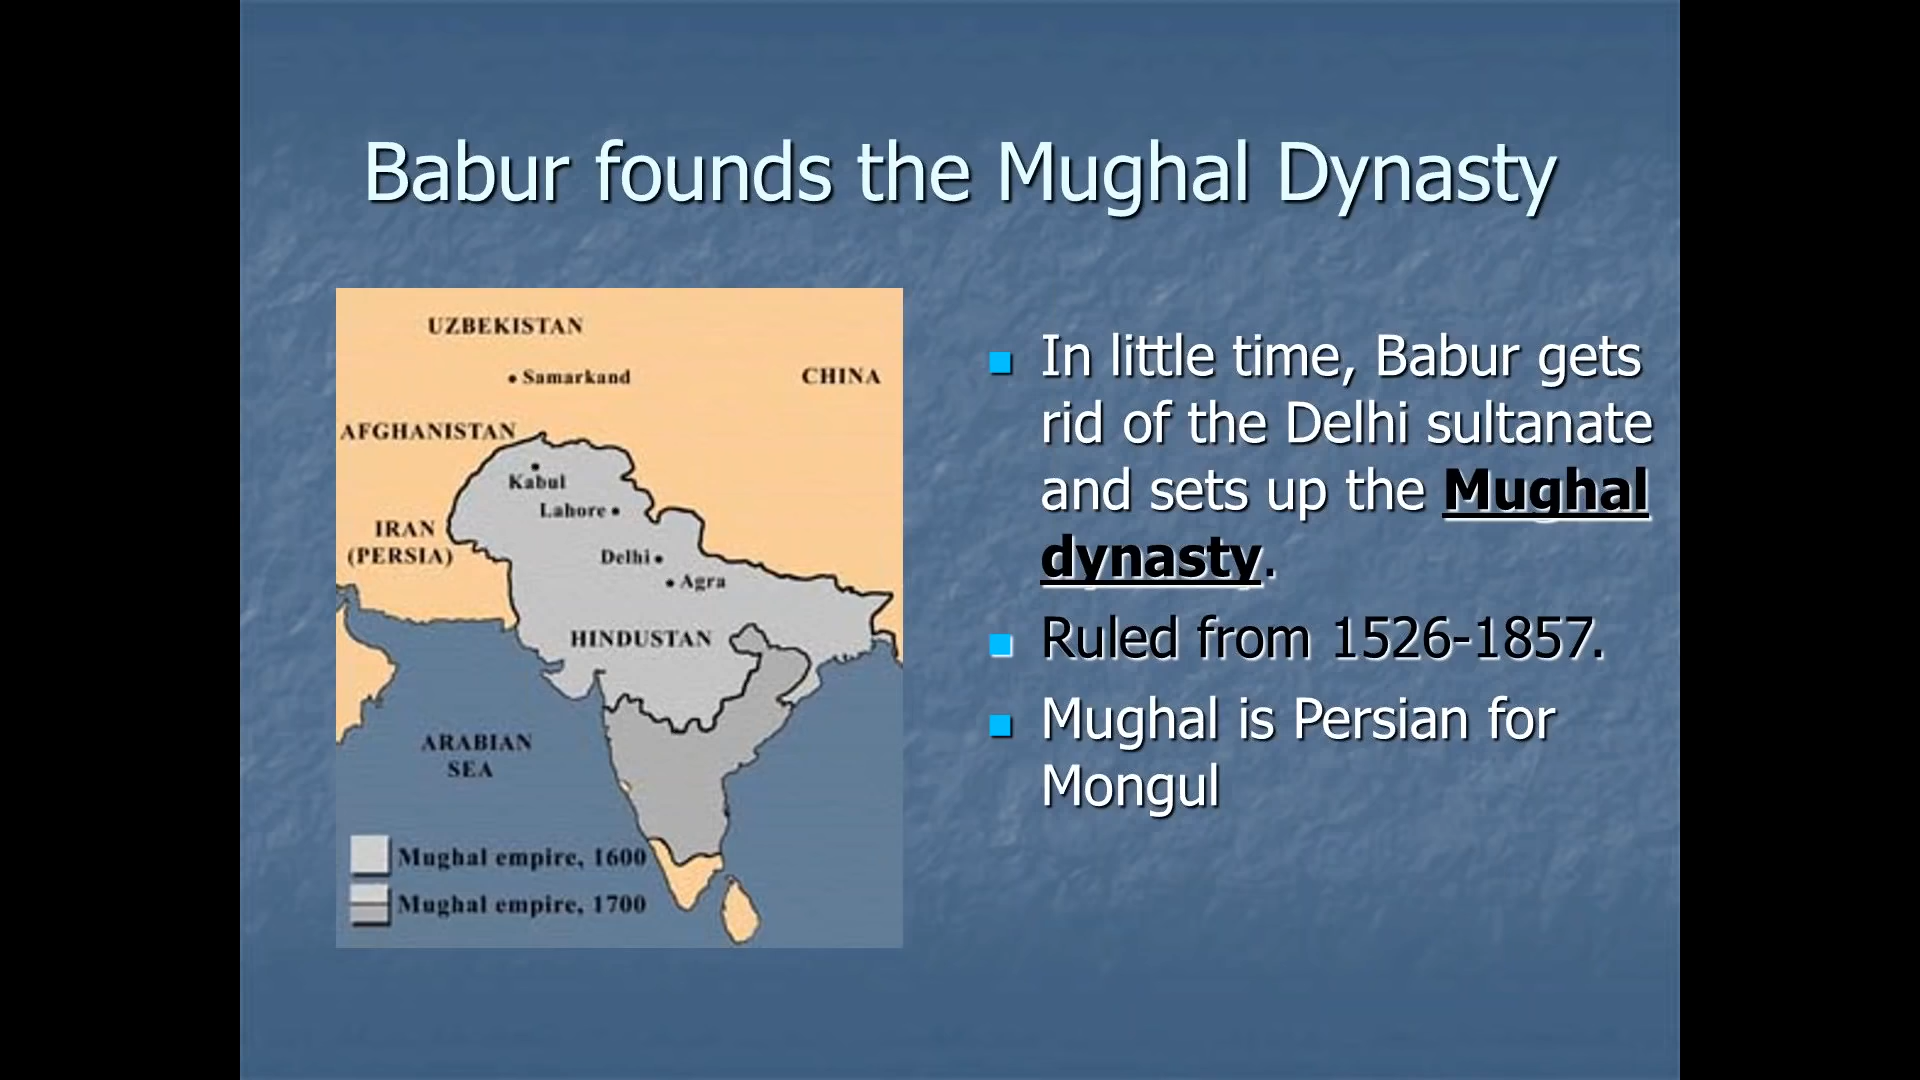 Babur founds the Mughal Dynasty
UZBEKISTAN
Samarkand
CHINA
AFGHANISTAN
Kabul
Lahore
IRAN
(PERSIA)
Delhi
Agra
HINDUSTAN
ARABIAN
SEA
Mughal empire, 1600
Mughal empire, 1700
In little time, Babur gets
rid of the Delhi sultanate
and sets up the Mughal
dynasty.
Ruled from 1526-1857.
Mughal is Persian for
Mongul